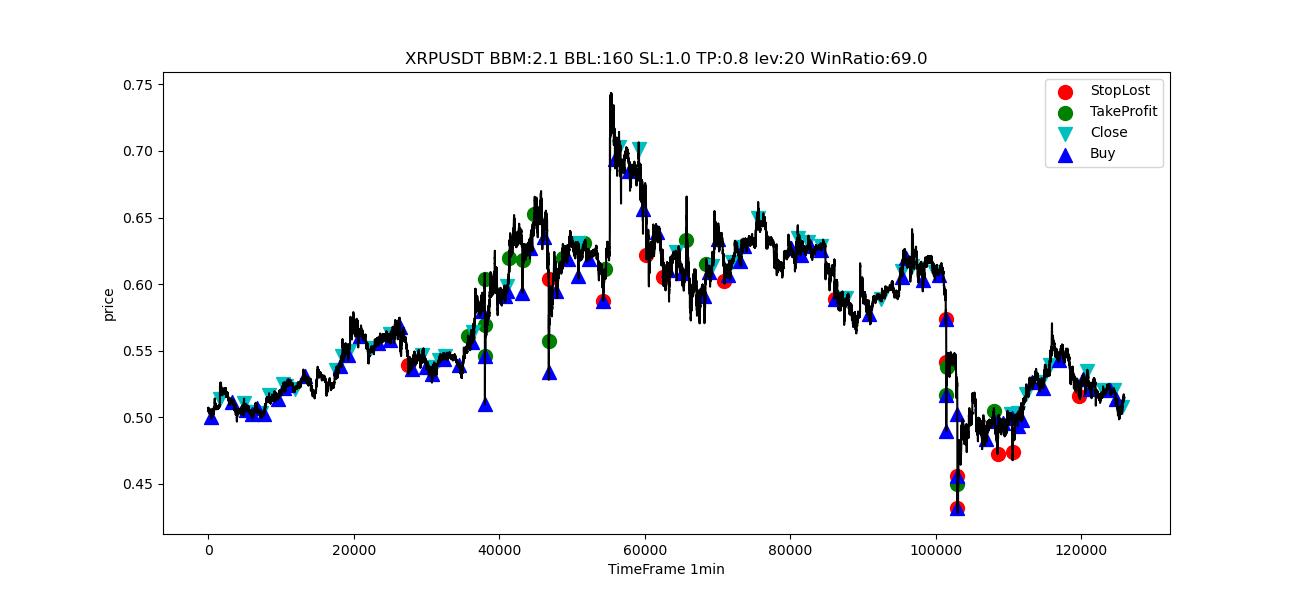 XRPUSDT BBM:2.1 BBL:160 SL:1.0 TP:0.8 lev:20 WinRatio:69.0
StopLost
TakeProfit
Close
Buy
0.75
0.70
0.65
0.60
0.55
0.50
0.45
price
0 20000 40000 60000 80000 100000 120000
TimeFrame 1min